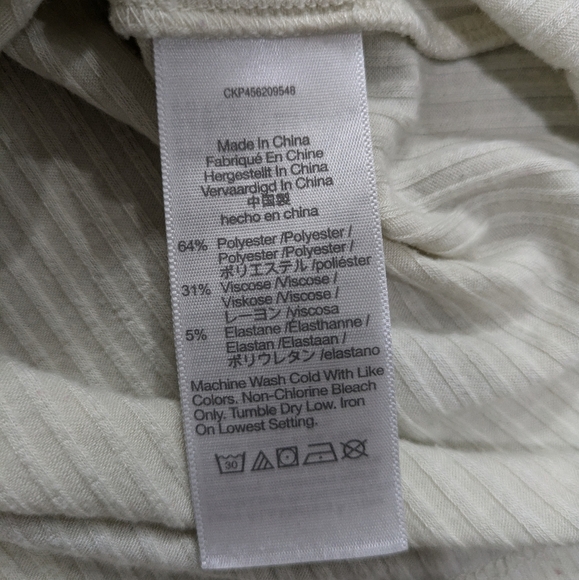 CKP456209548
Made In China
Fabriqué En Chine
Hergestellt In China
Vervaardigd In China
中国製
hecho en china
64% Polyester /Polyester /
Polyester /Polyester /
ポリエステル /poliéster
31% Viscose /Viscose /
Viskose /Viscose /
レーヨン /viscosa
5% Elastane /Élasthanne /
Elastan /Elastaan /
ポリウレタン /elastano
Machine Wash Cold With Like
Colors. Non-Chlorine Bleach
Only. Tumble Dry Low. Iron
On Lowest Setting.
30